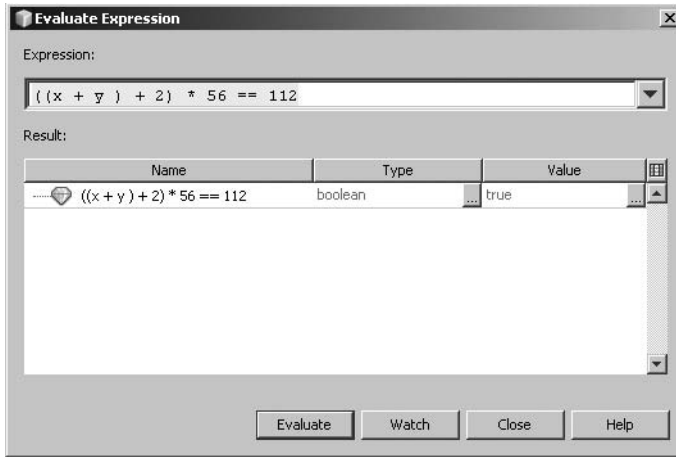 Evaluate Expression
Expression:
((x + y ) + 2) * 56 == 112
Result:
Name Type Value
((x + y ) + 2) * 56 == 112 boolean ... true ...
Evaluate Watch Close Help